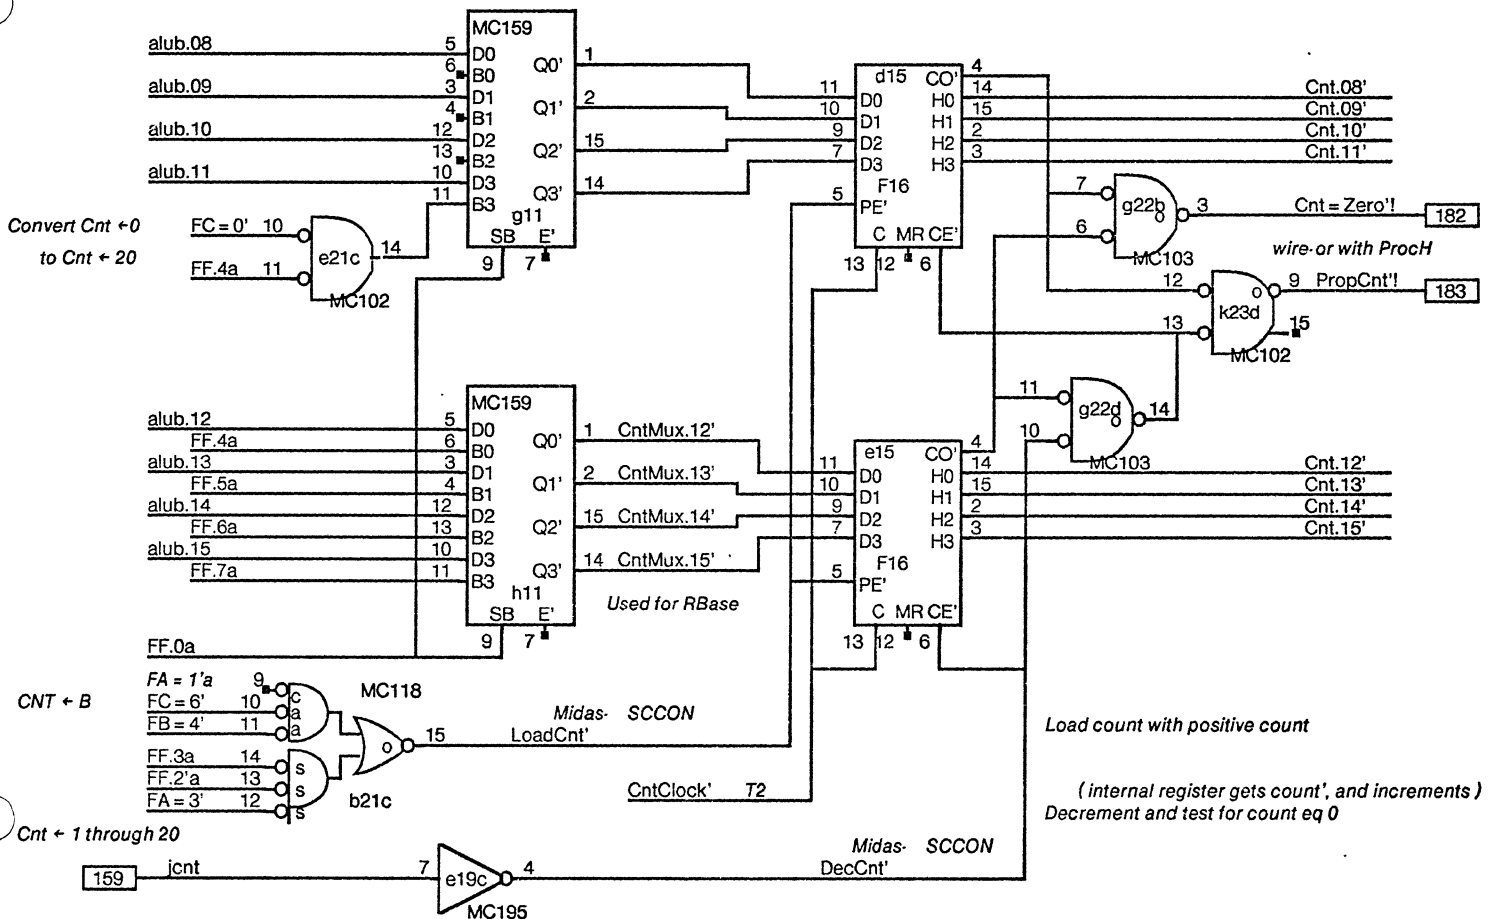 MC159
alub.08 5 D0
6 B0
Q0' 1
alub.09 3 D1
4 B1
Q1' 2
alub.10 12 D2
13 B2
Q2' 15
alub.11 10 D3
11 B3
Q3' 14
g11
SB E'
9 7
Convert Cnt ←0
to Cnt ← 20
FC = 0' 10
FF.4a 11
e21c 14
MC102
d15 CO' 4
11 D0 H0 14 Cnt.08'
10 D1 H1 15 Cnt.09'
9 D2 H2 2 Cnt.10'
7 D3 H3 3 Cnt.11'
F16
5 PE'
C MR CE'
13 12 6
7
6
g22b o 3 Cnt = Zero'! 182
MC103
wire-or with ProcH
12
13
o 9 PropCnt'! 183
k23d
15
MC102
11
10
g22d o 14
MC103
MC159
alub.12 5 D0
FF.4a 6 B0
Q0' 1 CntMux.12'
alub.13 3 D1
FF.5a 4 B1
Q1' 2 CntMux.13'
alub.14 12 D2
FF.6a 13 B2
Q2' 15 CntMux.14'
alub.15 10 D3
FF.7a 11 B3
Q3' 14 CntMux.15'
h11
SB E'
9 7
Used for RBase
FF.0a
e15 CO' 4
11 D0 H0 14 Cnt.12'
10 D1 H1 15 Cnt.13'
9 D2 H2 2 Cnt.14'
7 D3 H3 3 Cnt.15'
F16
5 PE'
C MR CE'
13 12 6
CNT ← B
FA = 1'a 9
FC = 6' 10
FB = 4' 11
c
a
a
MC118
FF.3a 14
FF.2'a 13
FA = 3' 12
s
s
s
o 15
b21c
Midas- SCCON
LoadCnt'
CntClock' T2
Cnt ← 1 through 20
Load count with positive count
( internal register gets count', and increments )
Decrement and test for count eq 0
159 jcnt 7 e19c 4
MC195
Midas- SCCON
DecCnt'